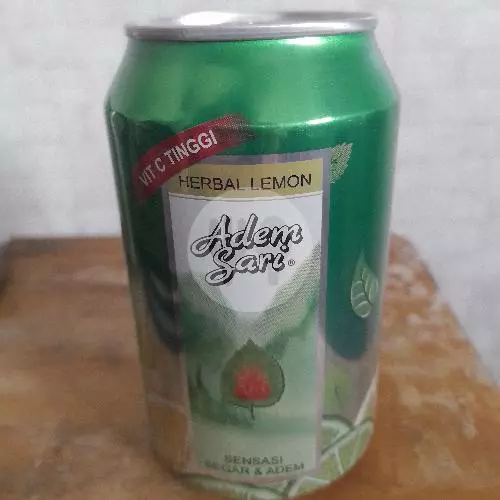 VIT C TINGGI
HERBAL LEMON
Adem
Sari®
SENSASI
SEGAR & ADEM